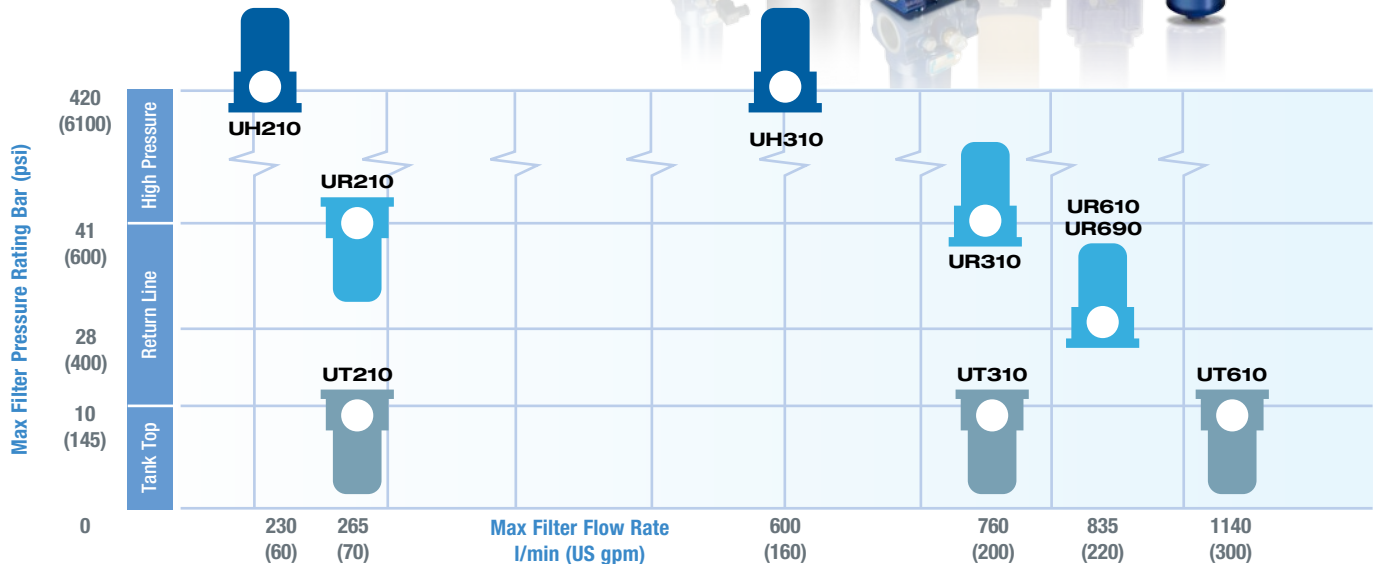 420
(6100)
41
(600)
28
(400)
10
(145)
0
Max Filter Pressure Rating Bar (psi)
High Pressure
Return Line
Tank Top
UH210
UH310
UR210
UR310
UR610
UR690
UT210
UT310
UT610
230
(60)
265
(70)
Max Filter Flow Rate
l/min (US gpm)
600
(160)
760
(200)
835
(220)
1140
(300)